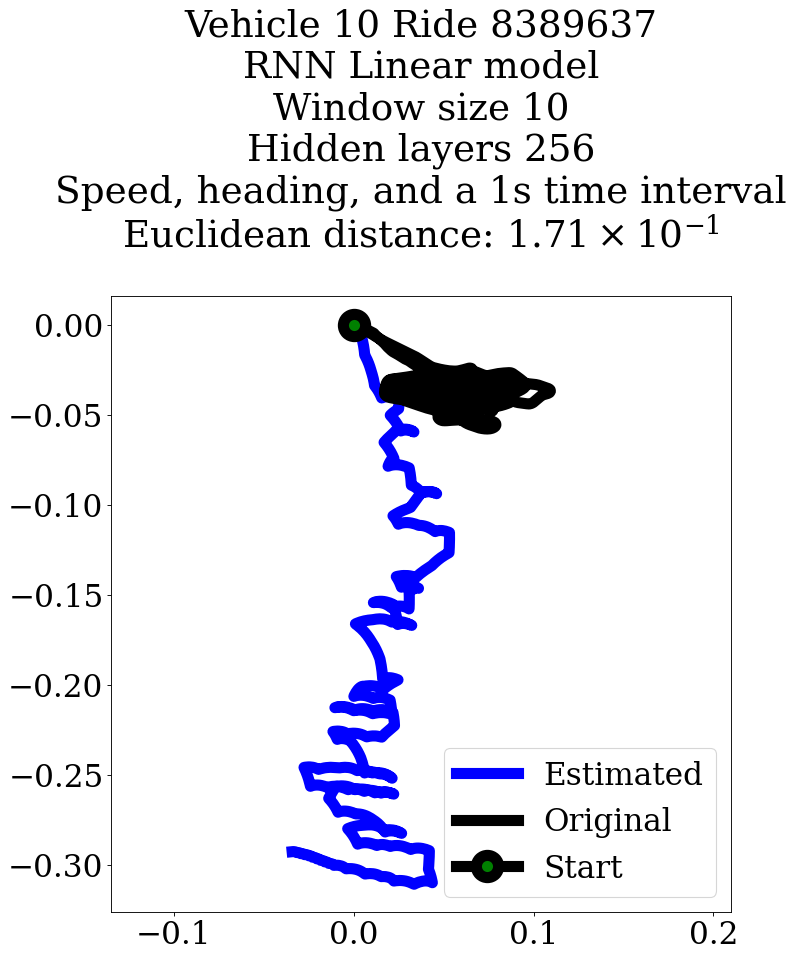 Vehicle 10 Ride 8389637
RNN Linear model
Window size 10
Hidden layers 256
Speed, heading, and a 1s time interval
Euclidean distance: 1.71 × 10⁻¹
0.00
−0.05
−0.10
−0.15
−0.20
−0.25
−0.30
Estimated
Original
Start
−0.1
0.0
0.1
0.2